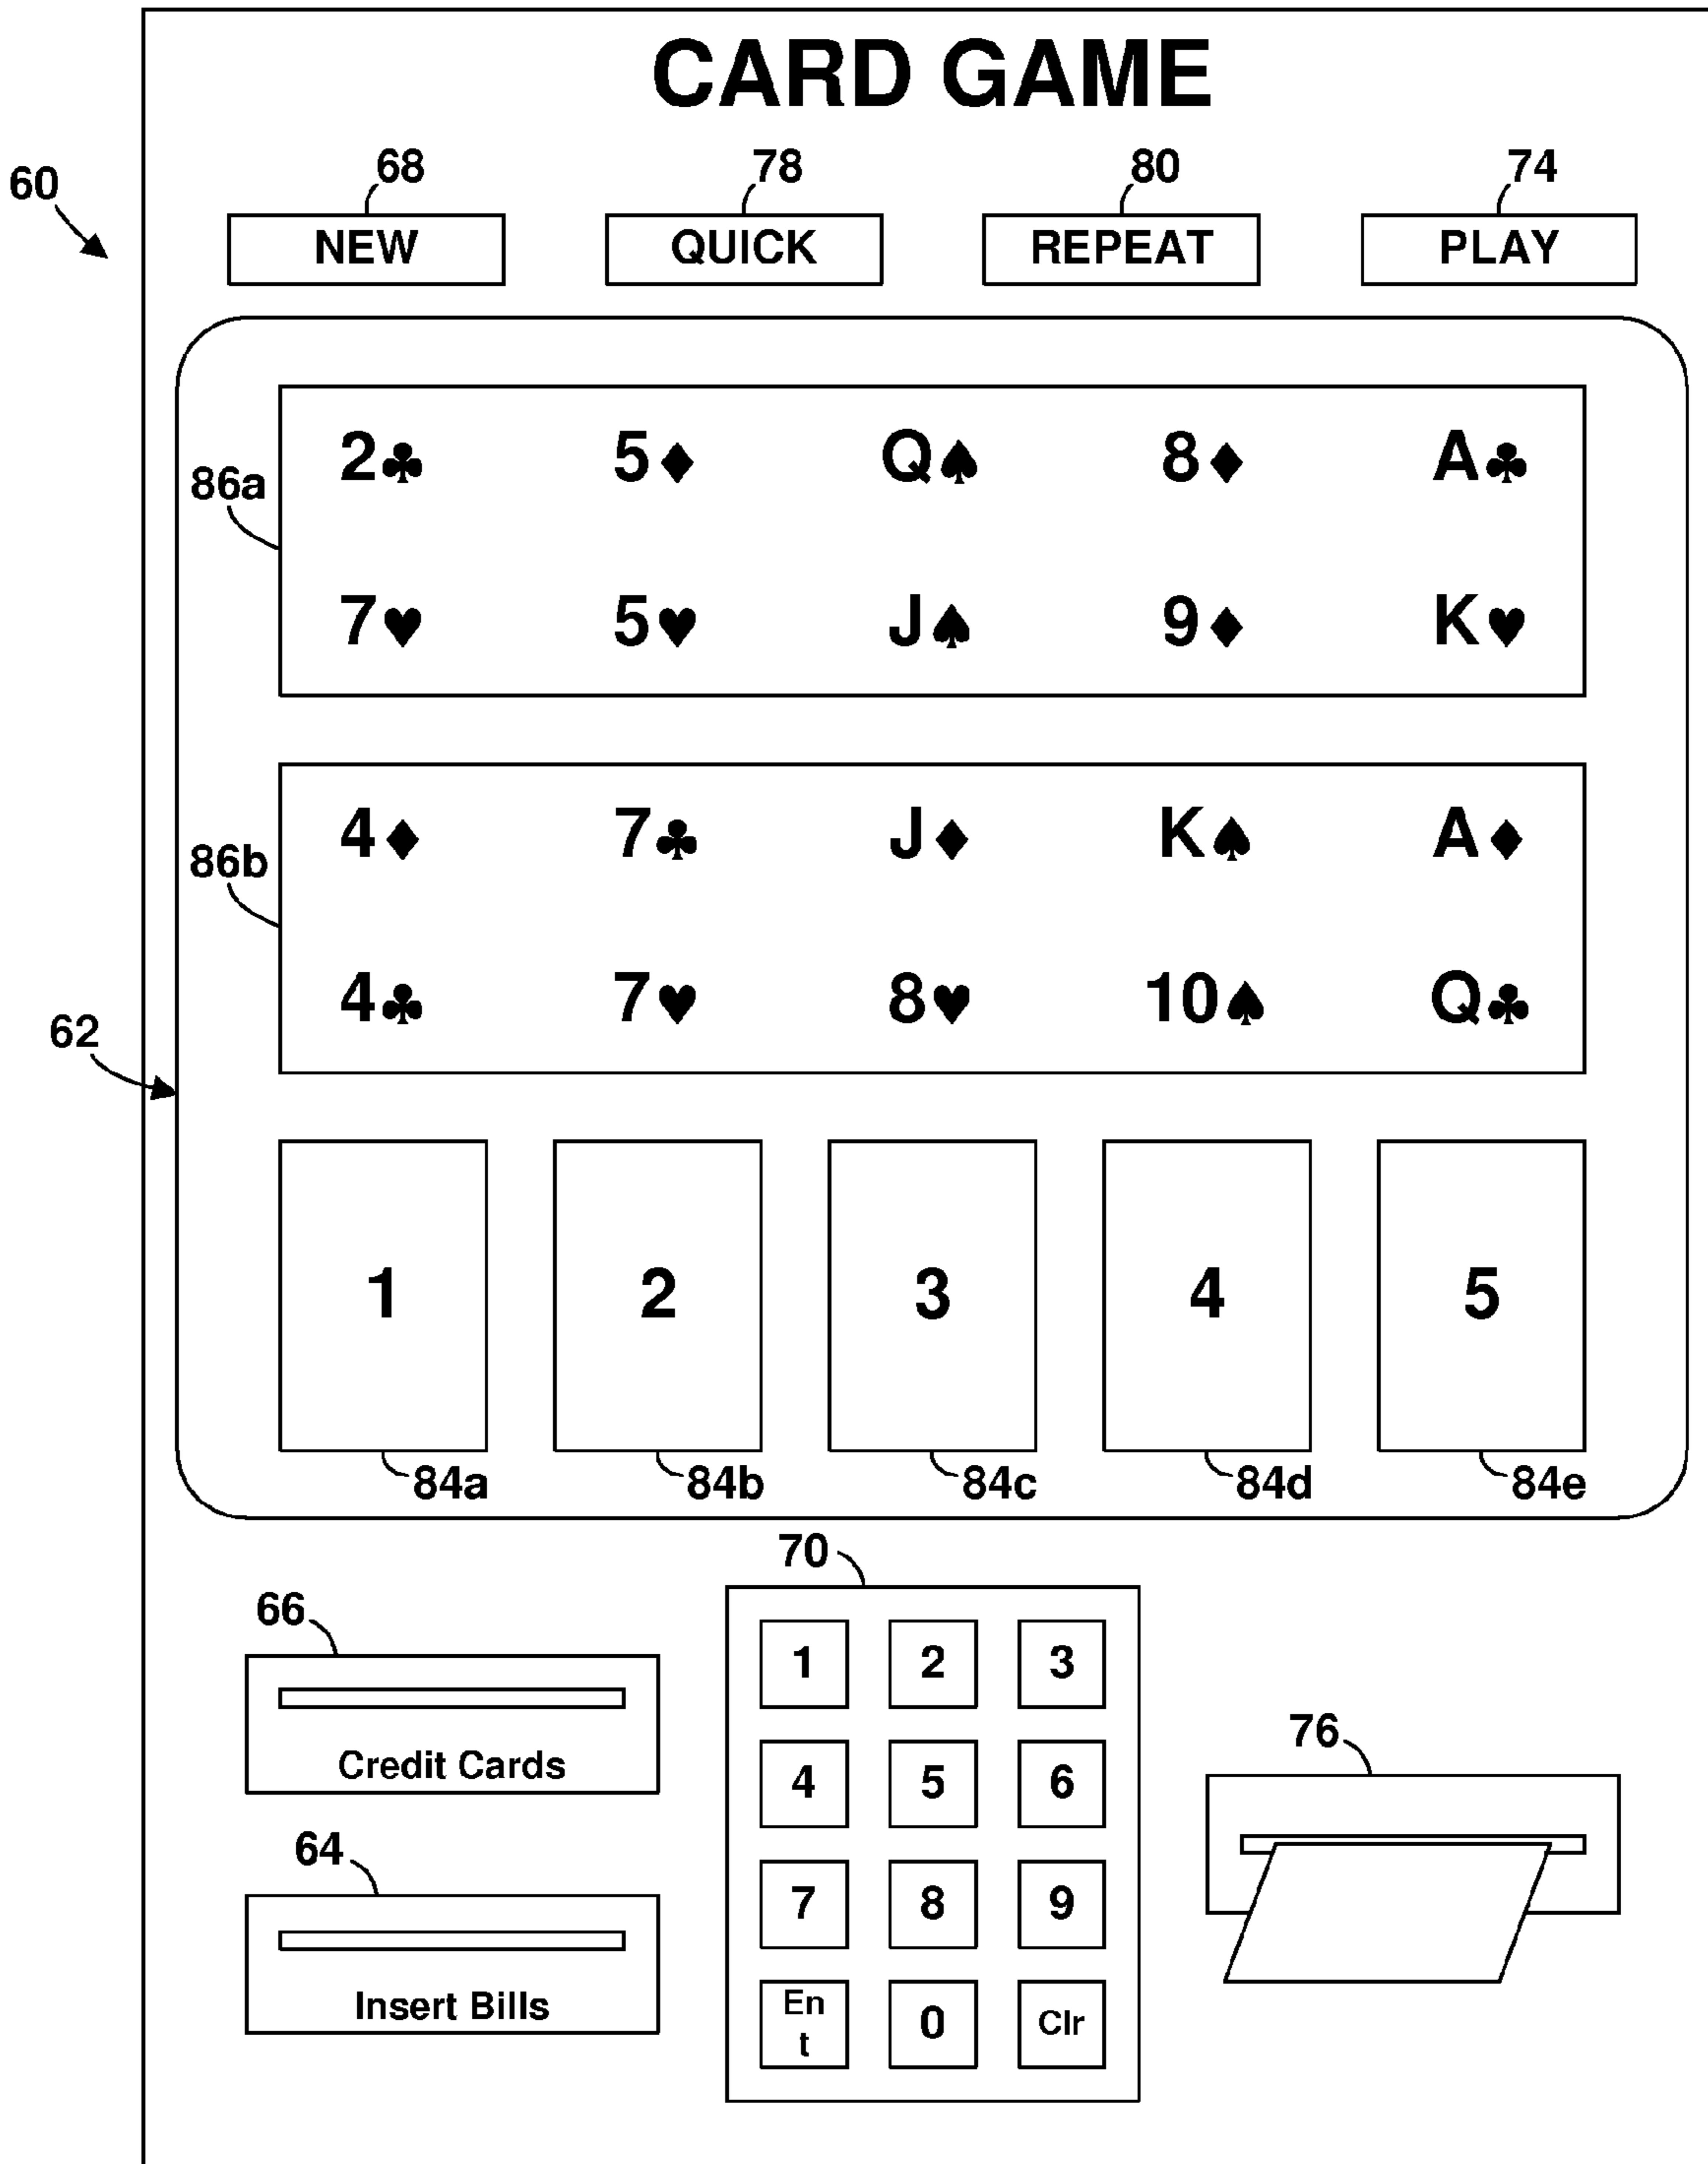 CARD GAME
60
68 78 80 74
NEW QUICK REPEAT PLAY
86a
2♣ 5♦ Q♠ 8♦ A♣
7♥ 5♥ J♠ 9♦ K♥
86b
4♦ 7♣ J♦ K♠ A♦
4♣ 7♥ 8♥ 10♠ Q♣
62
1 2 3 4 5
84a 84b 84c 84d 84e
66
Credit Cards
64
Insert Bills
70
1 2 3
4 5 6
7 8 9
En
t
0 Clr
76